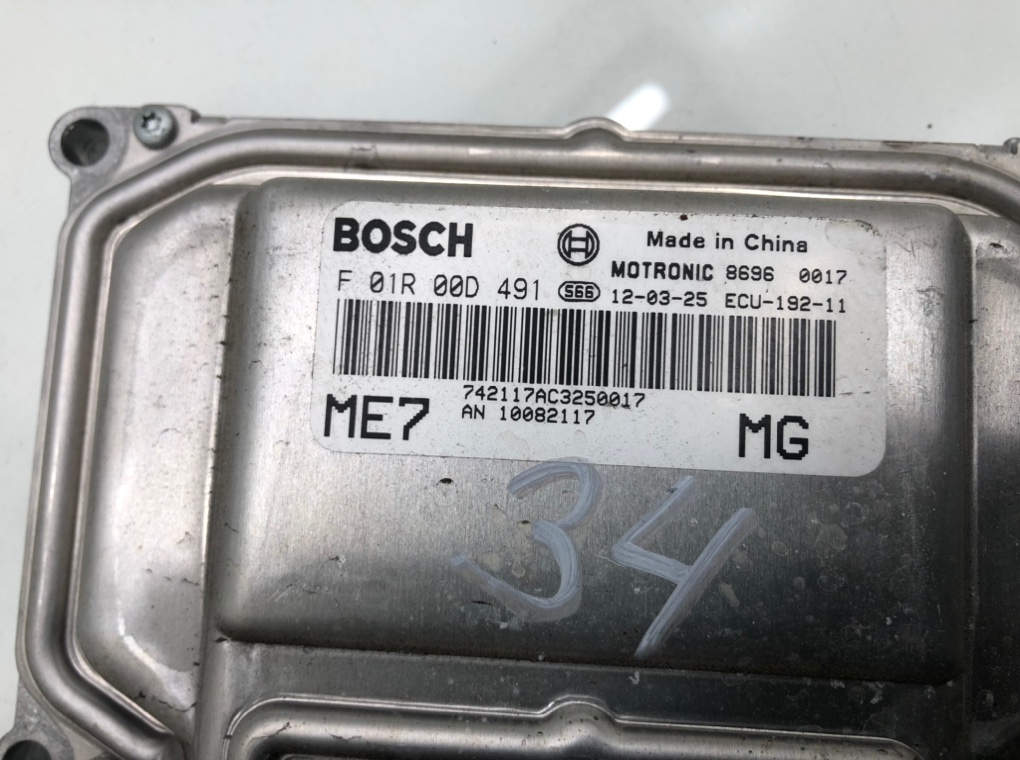 BOSCH
Made in China
MOTRONIC 8696 0017
F 01R 00D 491 S66 12-03-25 ECU-192-11
742117AC3250017
AN 10082117
ME7 MG
34